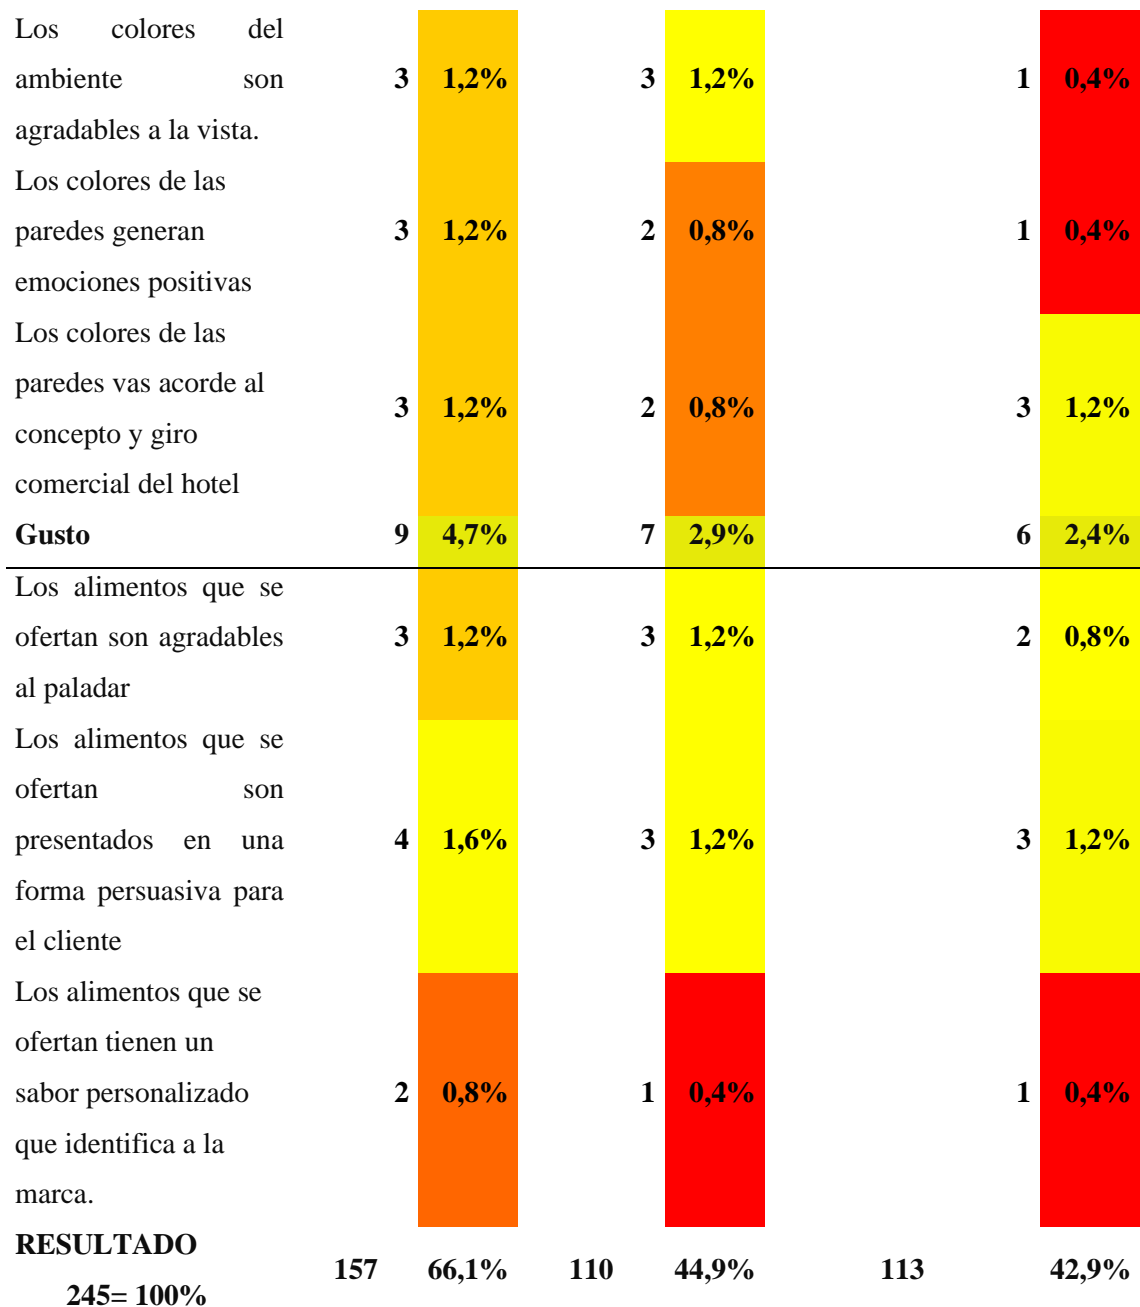 Los colores del
ambiente son
agradables a la vista.
3 1,2% 3 1,2% 1 0,4%
Los colores de las
paredes generan
emociones positivas
3 1,2% 2 0,8% 1 0,4%
Los colores de las
paredes vas acorde al
concepto y giro
comercial del hotel
3 1,2% 2 0,8% 3 1,2%
Gusto 9 4,7% 7 2,9% 6 2,4%
Los alimentos que se
ofertan son agradables
al paladar
3 1,2% 3 1,2% 2 0,8%
Los alimentos que se
ofertan son
presentados en una
forma persuasiva para
el cliente
4 1,6% 3 1,2% 3 1,2%
Los alimentos que se
ofertan tienen un
sabor personalizado
que identifica a la
marca.
2 0,8% 1 0,4% 1 0,4%
RESULTADO
245= 100%
157 66,1% 110 44,9% 113 42,9%